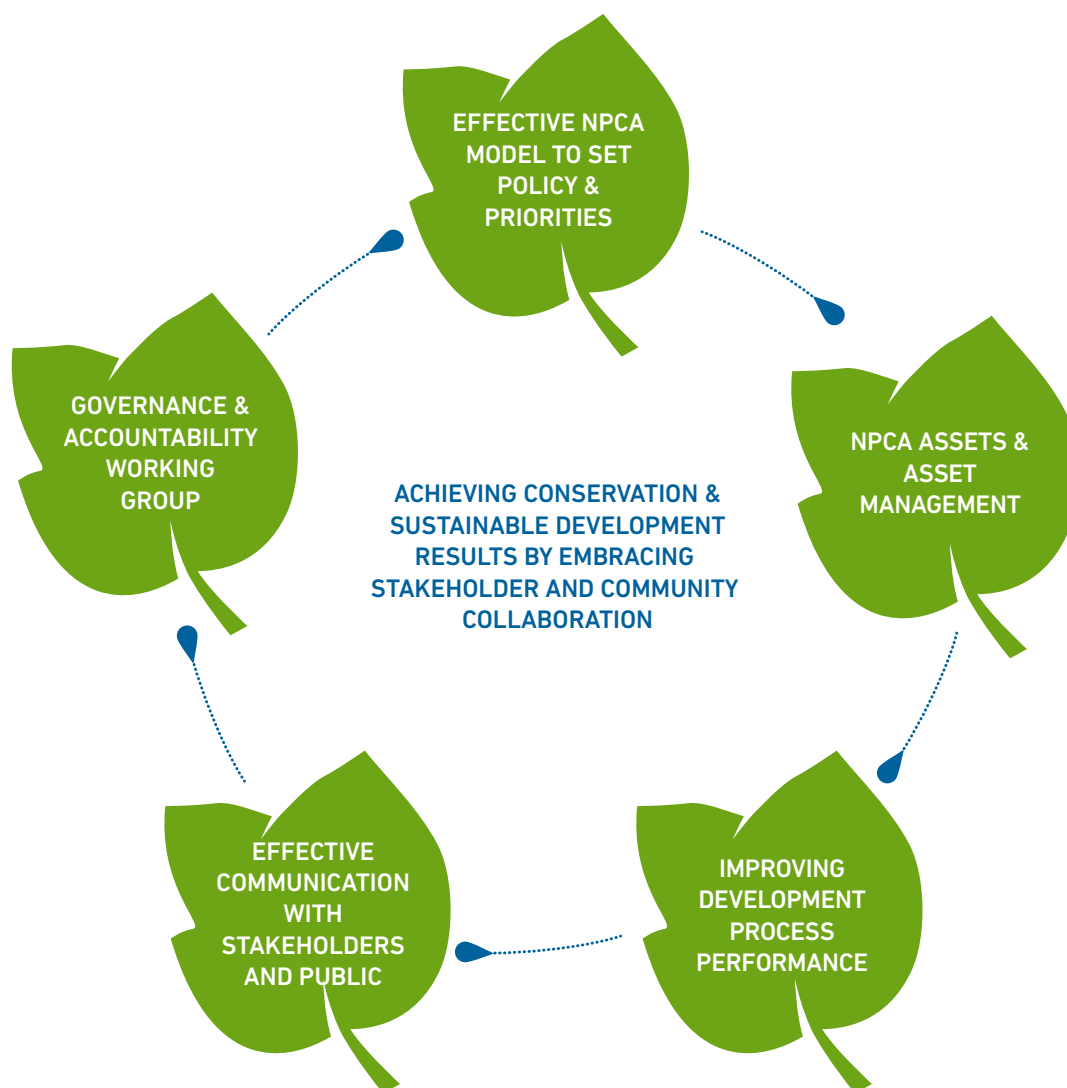 EFFECTIVE NPCA
MODEL TO SET
POLICY &
PRIORITIES
GOVERNANCE &
ACCOUNTABILITY
WORKING
GROUP
NPCA ASSETS &
ASSET
MANAGEMENT
ACHIEVING CONSERVATION &
SUSTAINABLE DEVELOPMENT
RESULTS BY EMBRACING
STAKEHOLDER AND COMMUNITY
COLLABORATION
EFFECTIVE
COMMUNICATION
WITH
STAKEHOLDERS
AND PUBLIC
IMPROVING
DEVELOPMENT
PROCESS
PERFORMANCE